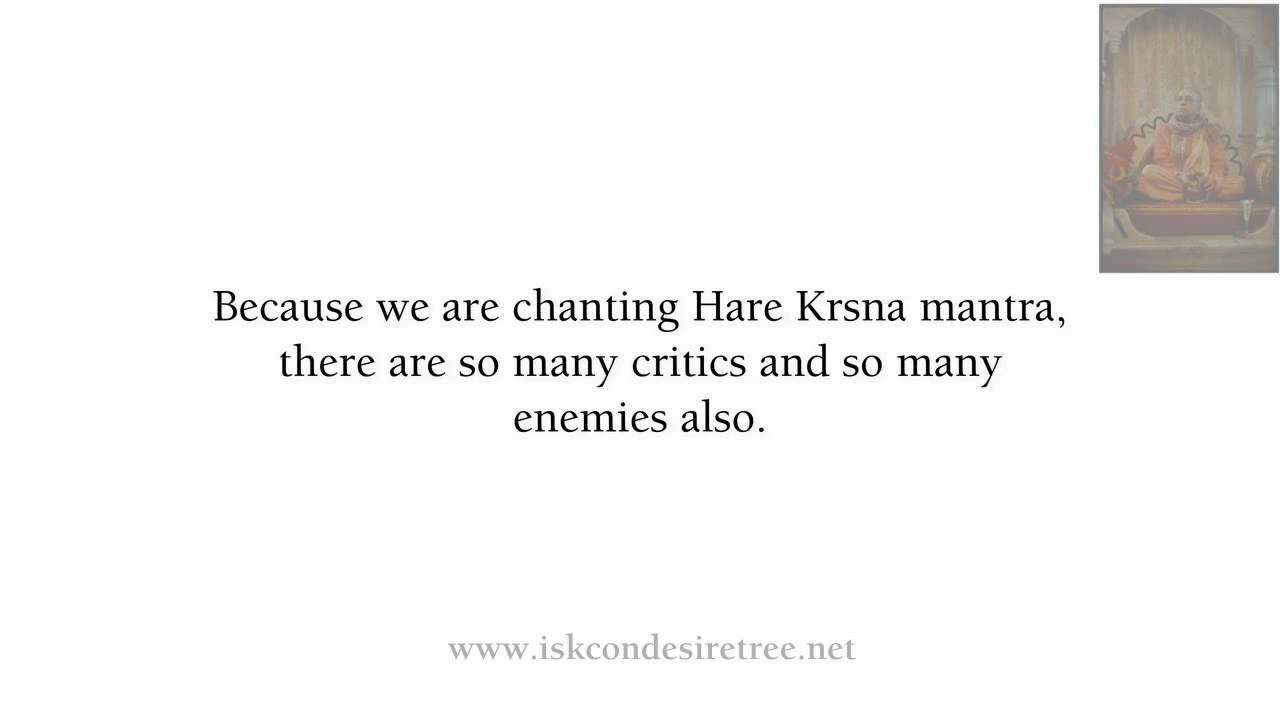 Because we are chanting Hare Krsna mantra,
there are so many critics and so many
enemies also.
www.iskcondesiretree.net